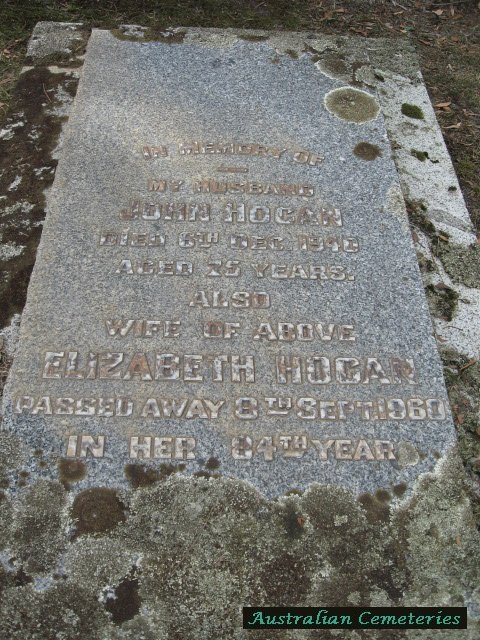 IN MEMORY OF
MY HUSBAND
JOHN HOGAN
DIED 6TH DEC. 1940
AGED 75 YEARS.
ALSO
WIFE OF ABOVE
ELIZABETH HOGAN
PASSED AWAY 8TH SEPT. 1960
IN HER 84TH YEAR
Australian Cemeteries